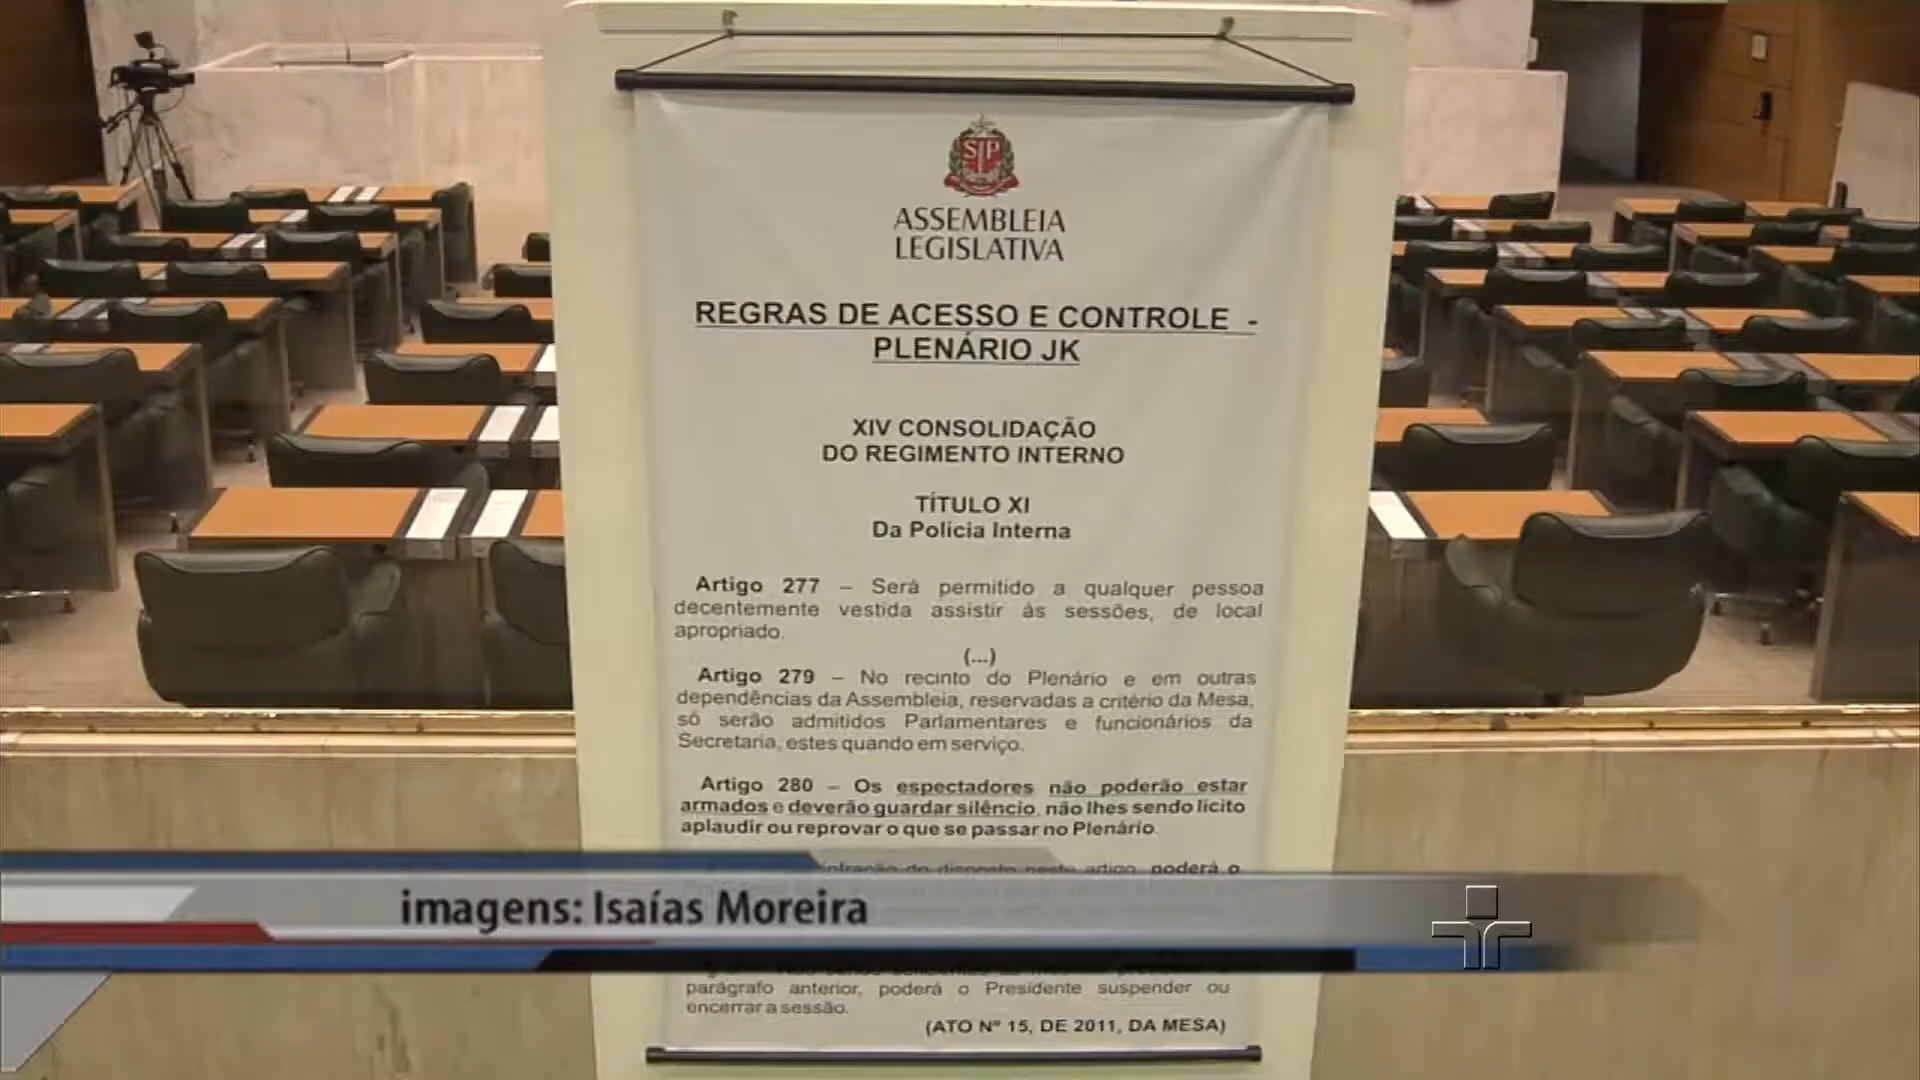 SP
ASSEMBLEIA
LEGISLATIVA
REGRAS DE ACESSO E CONTROLE -
PLENÁRIO JK
XIV CONSOLIDAÇÃO
DO REGIMENTO INTERNO
TÍTULO XI
Da Polícia Interna
Artigo 277 – Será permitido a qualquer pessoa
decentemente vestida assistir às sessões, de local
apropriado.
(...)
Artigo 279 – No recinto do Plenário e em outras
dependências da Assembleia, reservadas a critério da Mesa,
só serão admitidos Parlamentares e funcionários da
Secretaria, estes quando em serviço.
Artigo 280 – Os espectadores não poderão estar
armados e deverão guardar silêncio, não lhes sendo lícito
aplaudir ou reprovar o que se passar no Plenário.
do disposto neste artigo, poderá o
imagens: Isaías Moreira
parágrafo anterior, poderá o Presidente suspender ou
encerrar a sessão.
(ATO Nº 15, DE 2011, DA MESA)